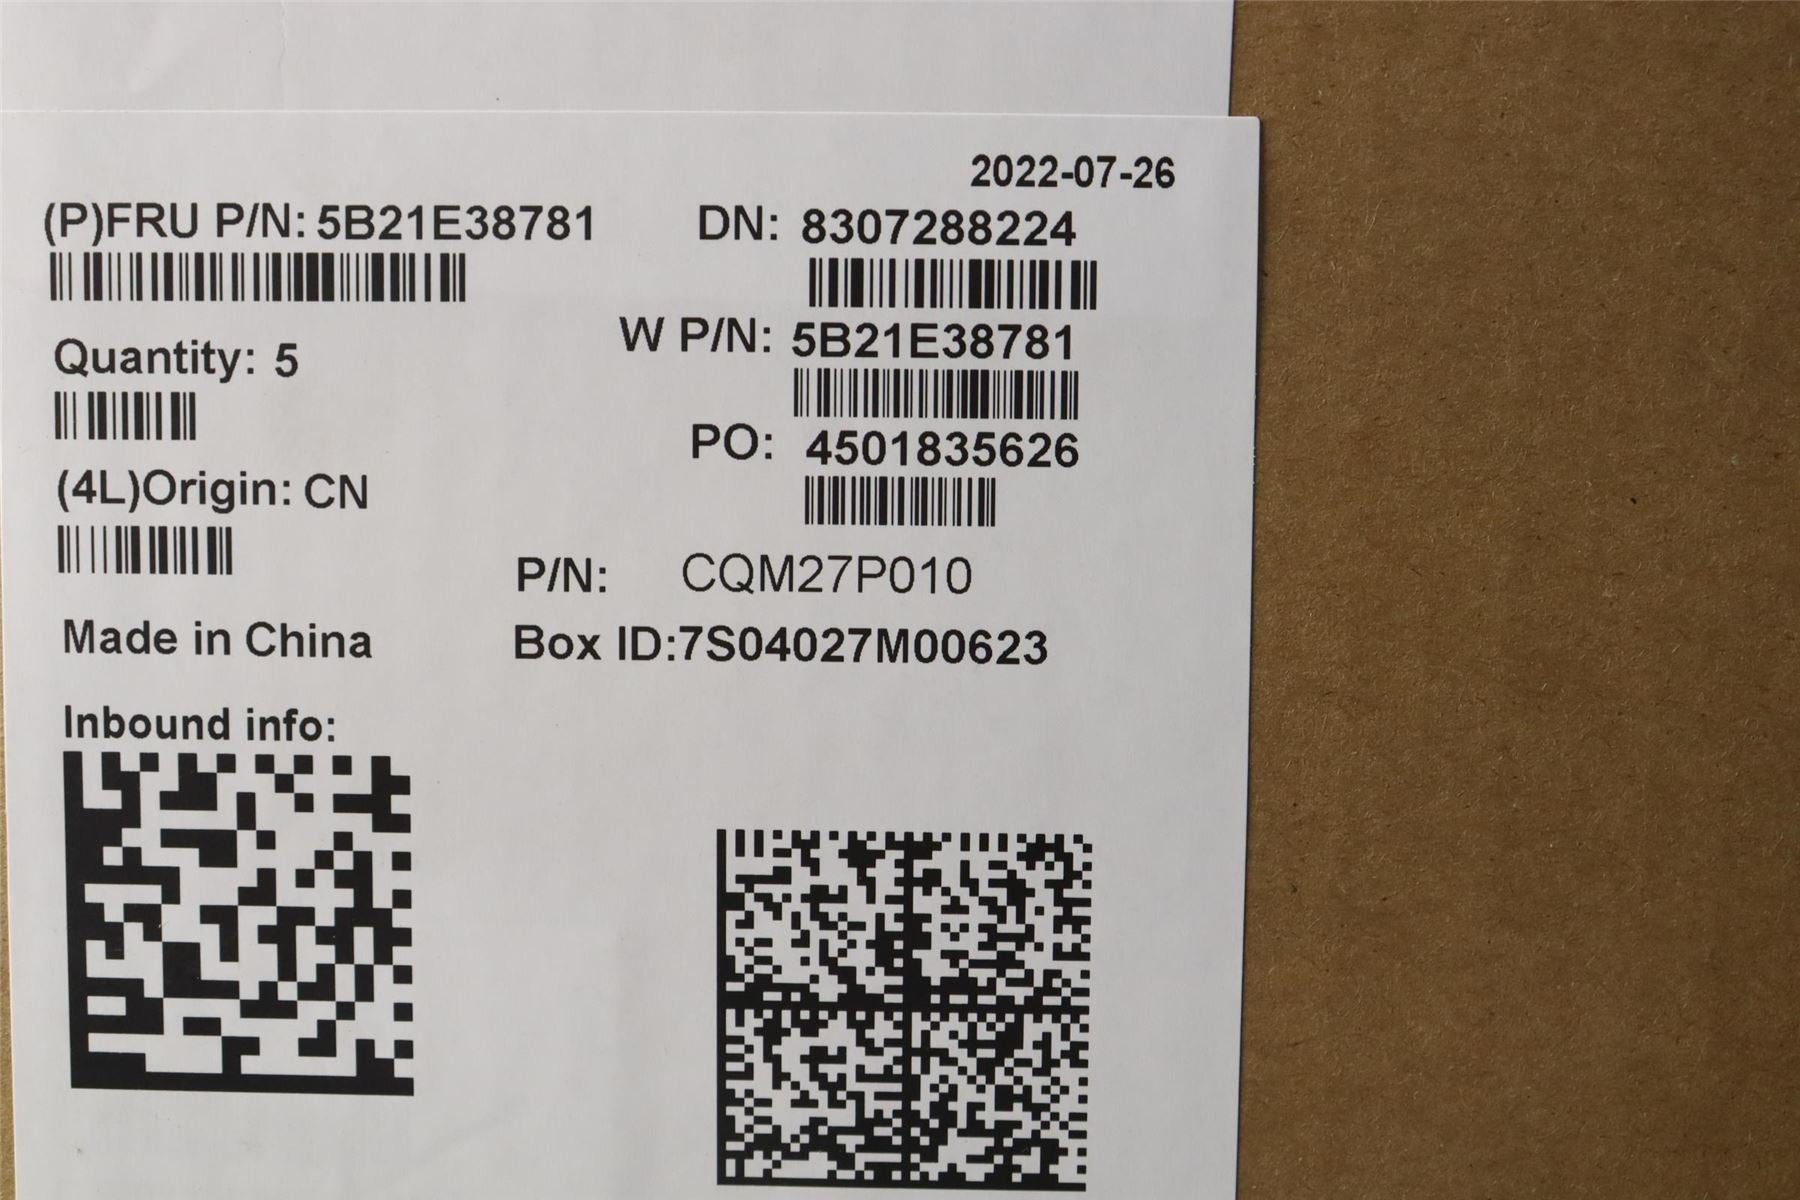 2022-07-26
(P)FRU P/N: 5B21E38781
DN: 8307288224
W P/N: 5B21E38781
Quantity: 5
PO: 4501835626
(4L)Origin: CN
P/N: CQM27P010
Made in China
Box ID:7S04027M00623
Inbound info: